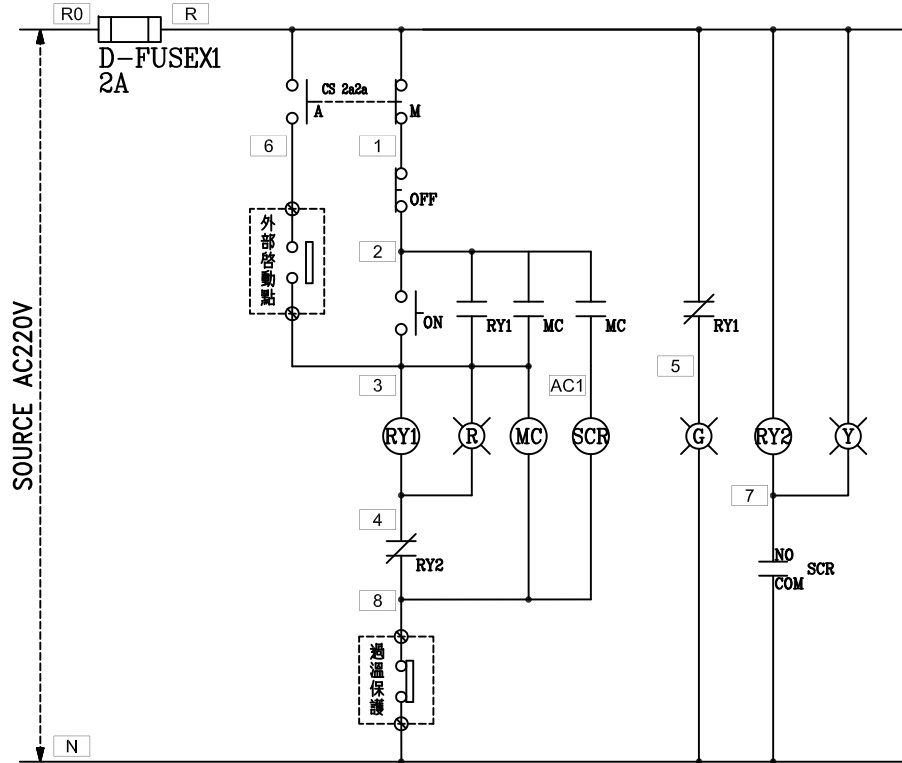 R0
R
D-FUSEX1
2A
CS 2a2a
A
M
6
1
OFF
外部啓動點
2
ON
RY1
MC
MC
RY1
SOURCE AC220V
3
AC1
5
RY1
R
MC
SCR
G
RY2
Y
4
7
RY2
NO
COM
SCR
8
過溫保護
N